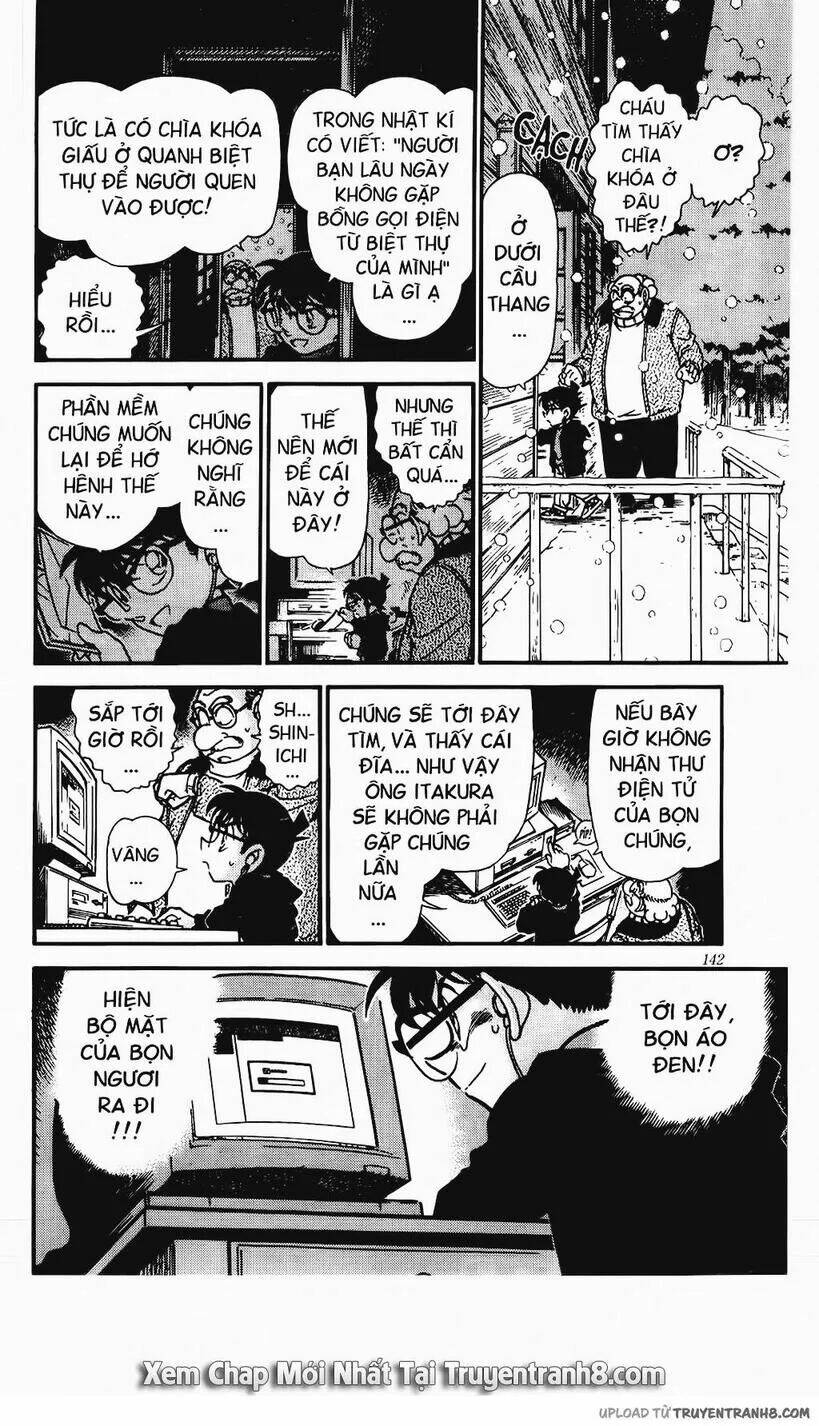 Ơ?
CHÁU
TÌM THẤY
CHÌA
KHÓA Ở
ĐÂU
THẾ?!
CẠCH
Ở
DƯỚI
CẦU
THANG
...
TRONG NHẬT KÍ
CÓ VIẾT: "NGƯỜI
BẠN LÂU NGÀY
KHÔNG GẶP
BỖNG GỌI ĐIỆN
TỪ BIỆT THỰ
CỦA MÌNH"
LÀ GÌ Ạ
...
TỨC LÀ CÓ CHÌA KHÓA
GIẤU Ở QUANH BIỆT
THỰ ĐỂ NGƯỜI QUEN
VÀO ĐƯỢC!
HIỂU
RỒI...
NHƯNG
THẾ THÌ
BẤT CẨN
QUÁ...
THẾ
NÊN MỚI
ĐỂ CÁI
NÀY Ở
ĐÂY!
CHÚNG
KHÔNG
NGHĨ
RẰNG
...
PHẦN MỀM
CHÚNG MUỐN
LẠI ĐỂ HỚ
HÊNH THẾ
NÀY...
NẾU BÂY
GIỜ KHÔNG
NHẬN THƯ
ĐIỆN TỬ
CỦA BỌN
CHÚNG,
PÍP!
CHÚNG SẼ TỚI ĐÂY
TÌM, VÀ THẤY CÁI
ĐĨA... NHƯ VẬY
ÔNG ITAKURA
SẼ KHÔNG PHẢI
GẶP CHÚNG
LẦN
NỮA
...
SH...
SHIN-
ICHI
...
SẮP TỚI
GIỜ RỒI
...
VÂNG
...
142
TỚI ĐÂY,
BỌN ÁO
ĐEN!!
HIỆN
BỘ MẶT
CỦA BỌN
NGƯƠI
RA ĐI
!!!
Xem Chap Mới Nhất Tại Truyentranh8.com
UPLOAD TỪ TRUYENTRANH8.COM